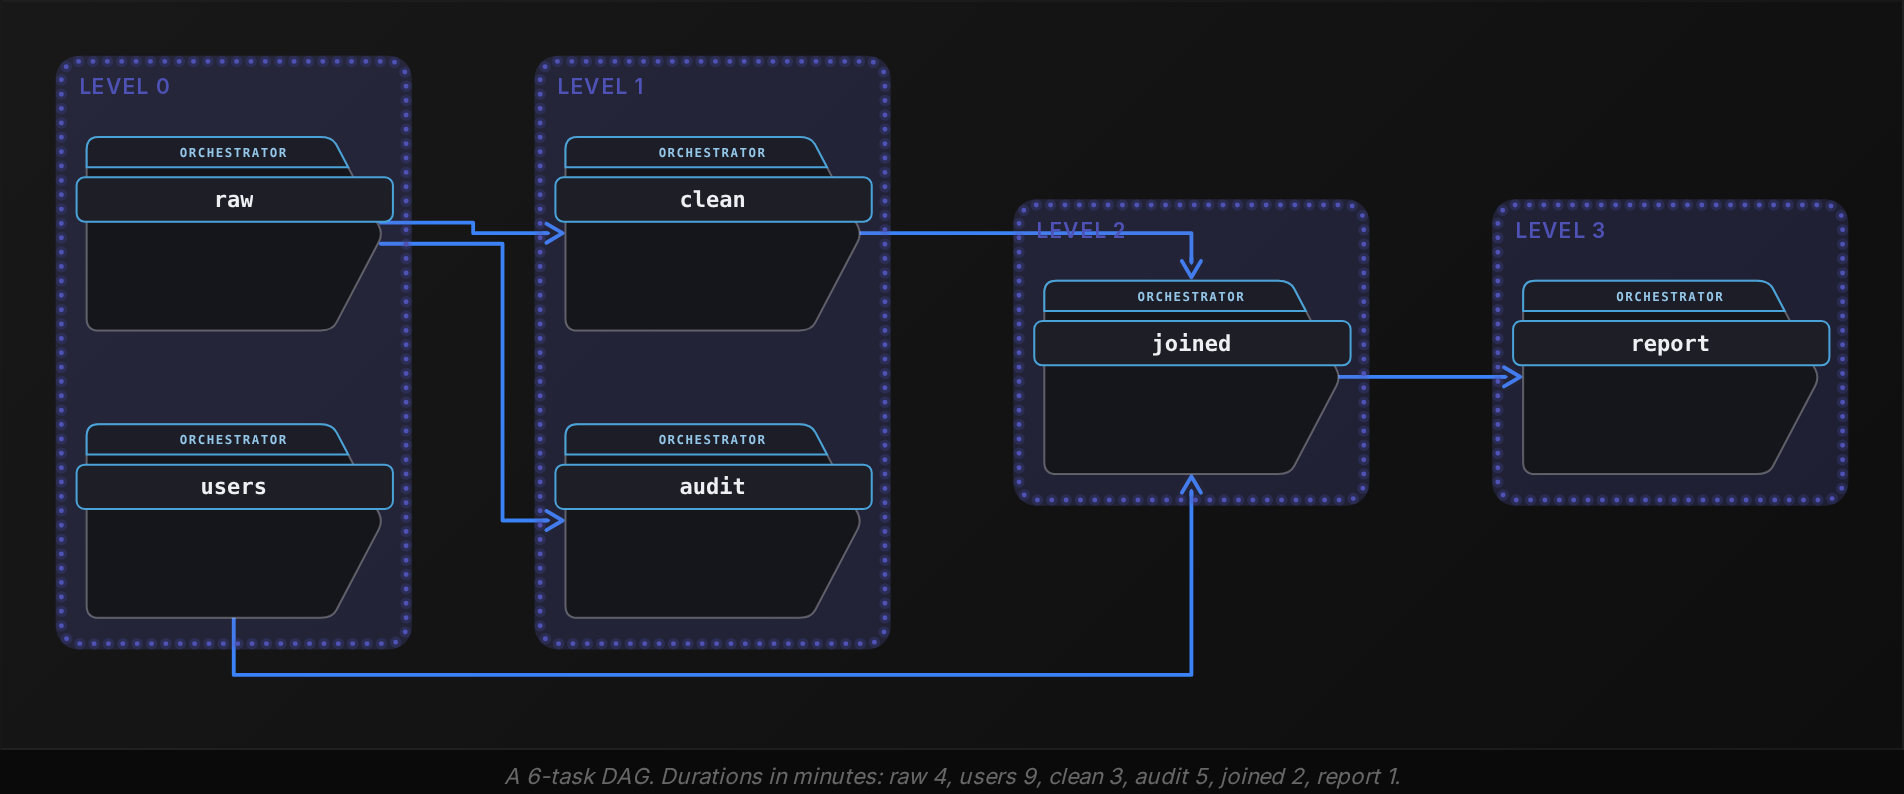 LEVEL 0
ORCHESTRATOR
raw
ORCHESTRATOR
users
LEVEL 1
ORCHESTRATOR
clean
ORCHESTRATOR
audit
LEVEL 2
ORCHESTRATOR
joined
LEVEL 3
ORCHESTRATOR
report
A 6-task DAG. Durations in minutes: raw 4, users 9, clean 3, audit 5, joined 2, report 1.